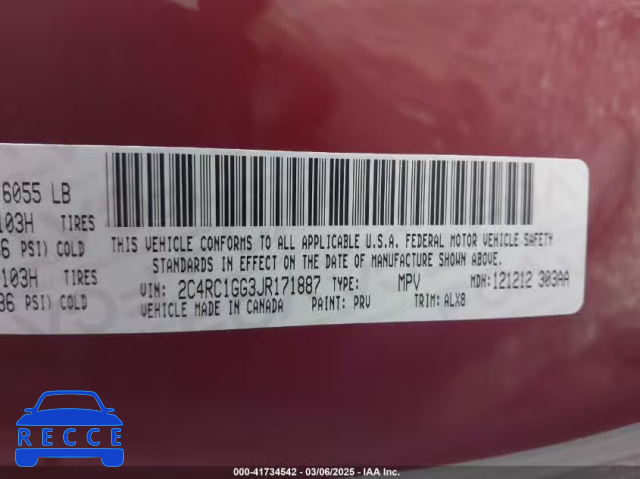 6055 LB
103H TIRES
36 PSI) COLD
103H TIRES
36 PSI) COLD
THIS VEHICLE CONFORMS TO ALL APPLICABLE U.S.A. FEDERAL MOTOR VEHICLE SAFETY
STANDARDS IN EFFECT ON THE DATE OF MANUFACTURE SHOWN ABOVE.
VIN: 2C4RC1GG3JR171887 TYPE: MPV MDH: 121212 303AA
VEHICLE MADE IN CANADA PAINT: PRV TRIM: ALX8
RECCE
000-41734542 - 03/06/2025 - IAA Inc.